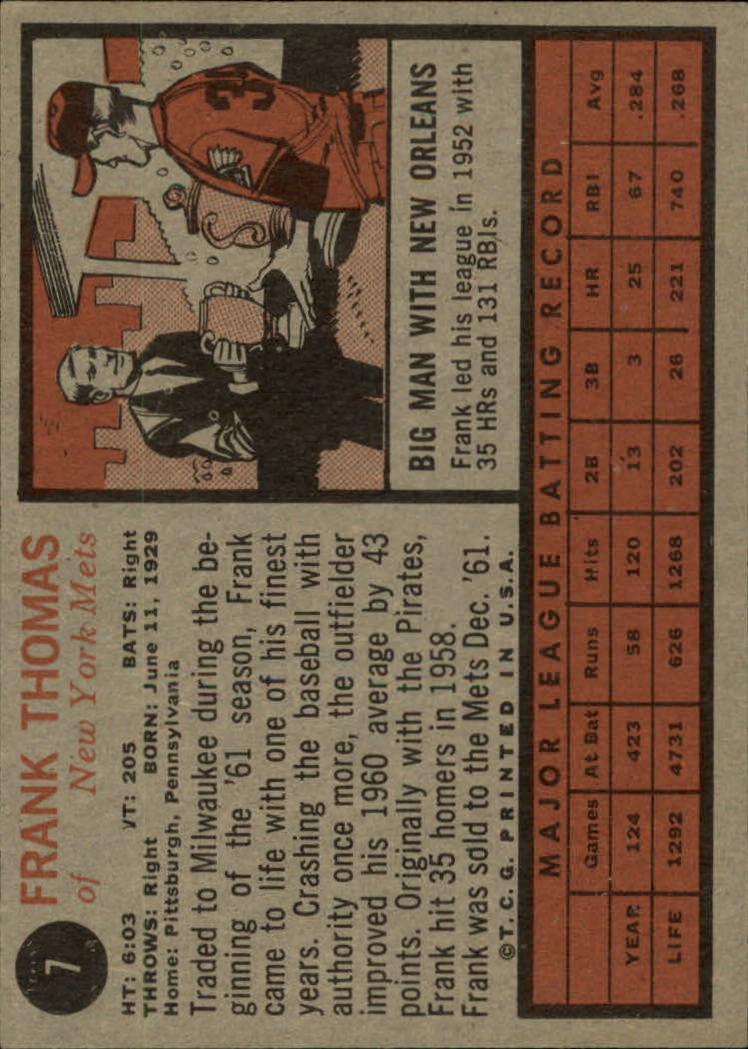 7
FRANK THOMAS
of New York Mets
HT: 6:03 WT: 205 BATS: Right
THROWS: Right BORN: June 11, 1929
Home: Pittsburgh, Pennsylvania
Traded to Milwaukee during the be-
ginning of the '61 season, Frank
came to life with one of his finest
years. Crashing the baseball with
authority once more, the outfielder
improved his 1960 average by 43
points. Originally with the Pirates,
Frank hit 35 homers in 1958.
Frank was sold to the Mets Dec. '61.
©T.C.G. PRINTED IN U.S.A.
3
BIG MAN WITH NEW ORLEANS
Frank led his league in 1952 with
35 HRs and 131 RBIs.
MAJOR LEAGUE BATTING RECORD
Games At Bat Runs Hits 2B 3B HR RBI Avg
YEAR 124 423 58 120 13 3 25 67 .284
LIFE 1292 4731 626 1268 202 26 221 740 .268